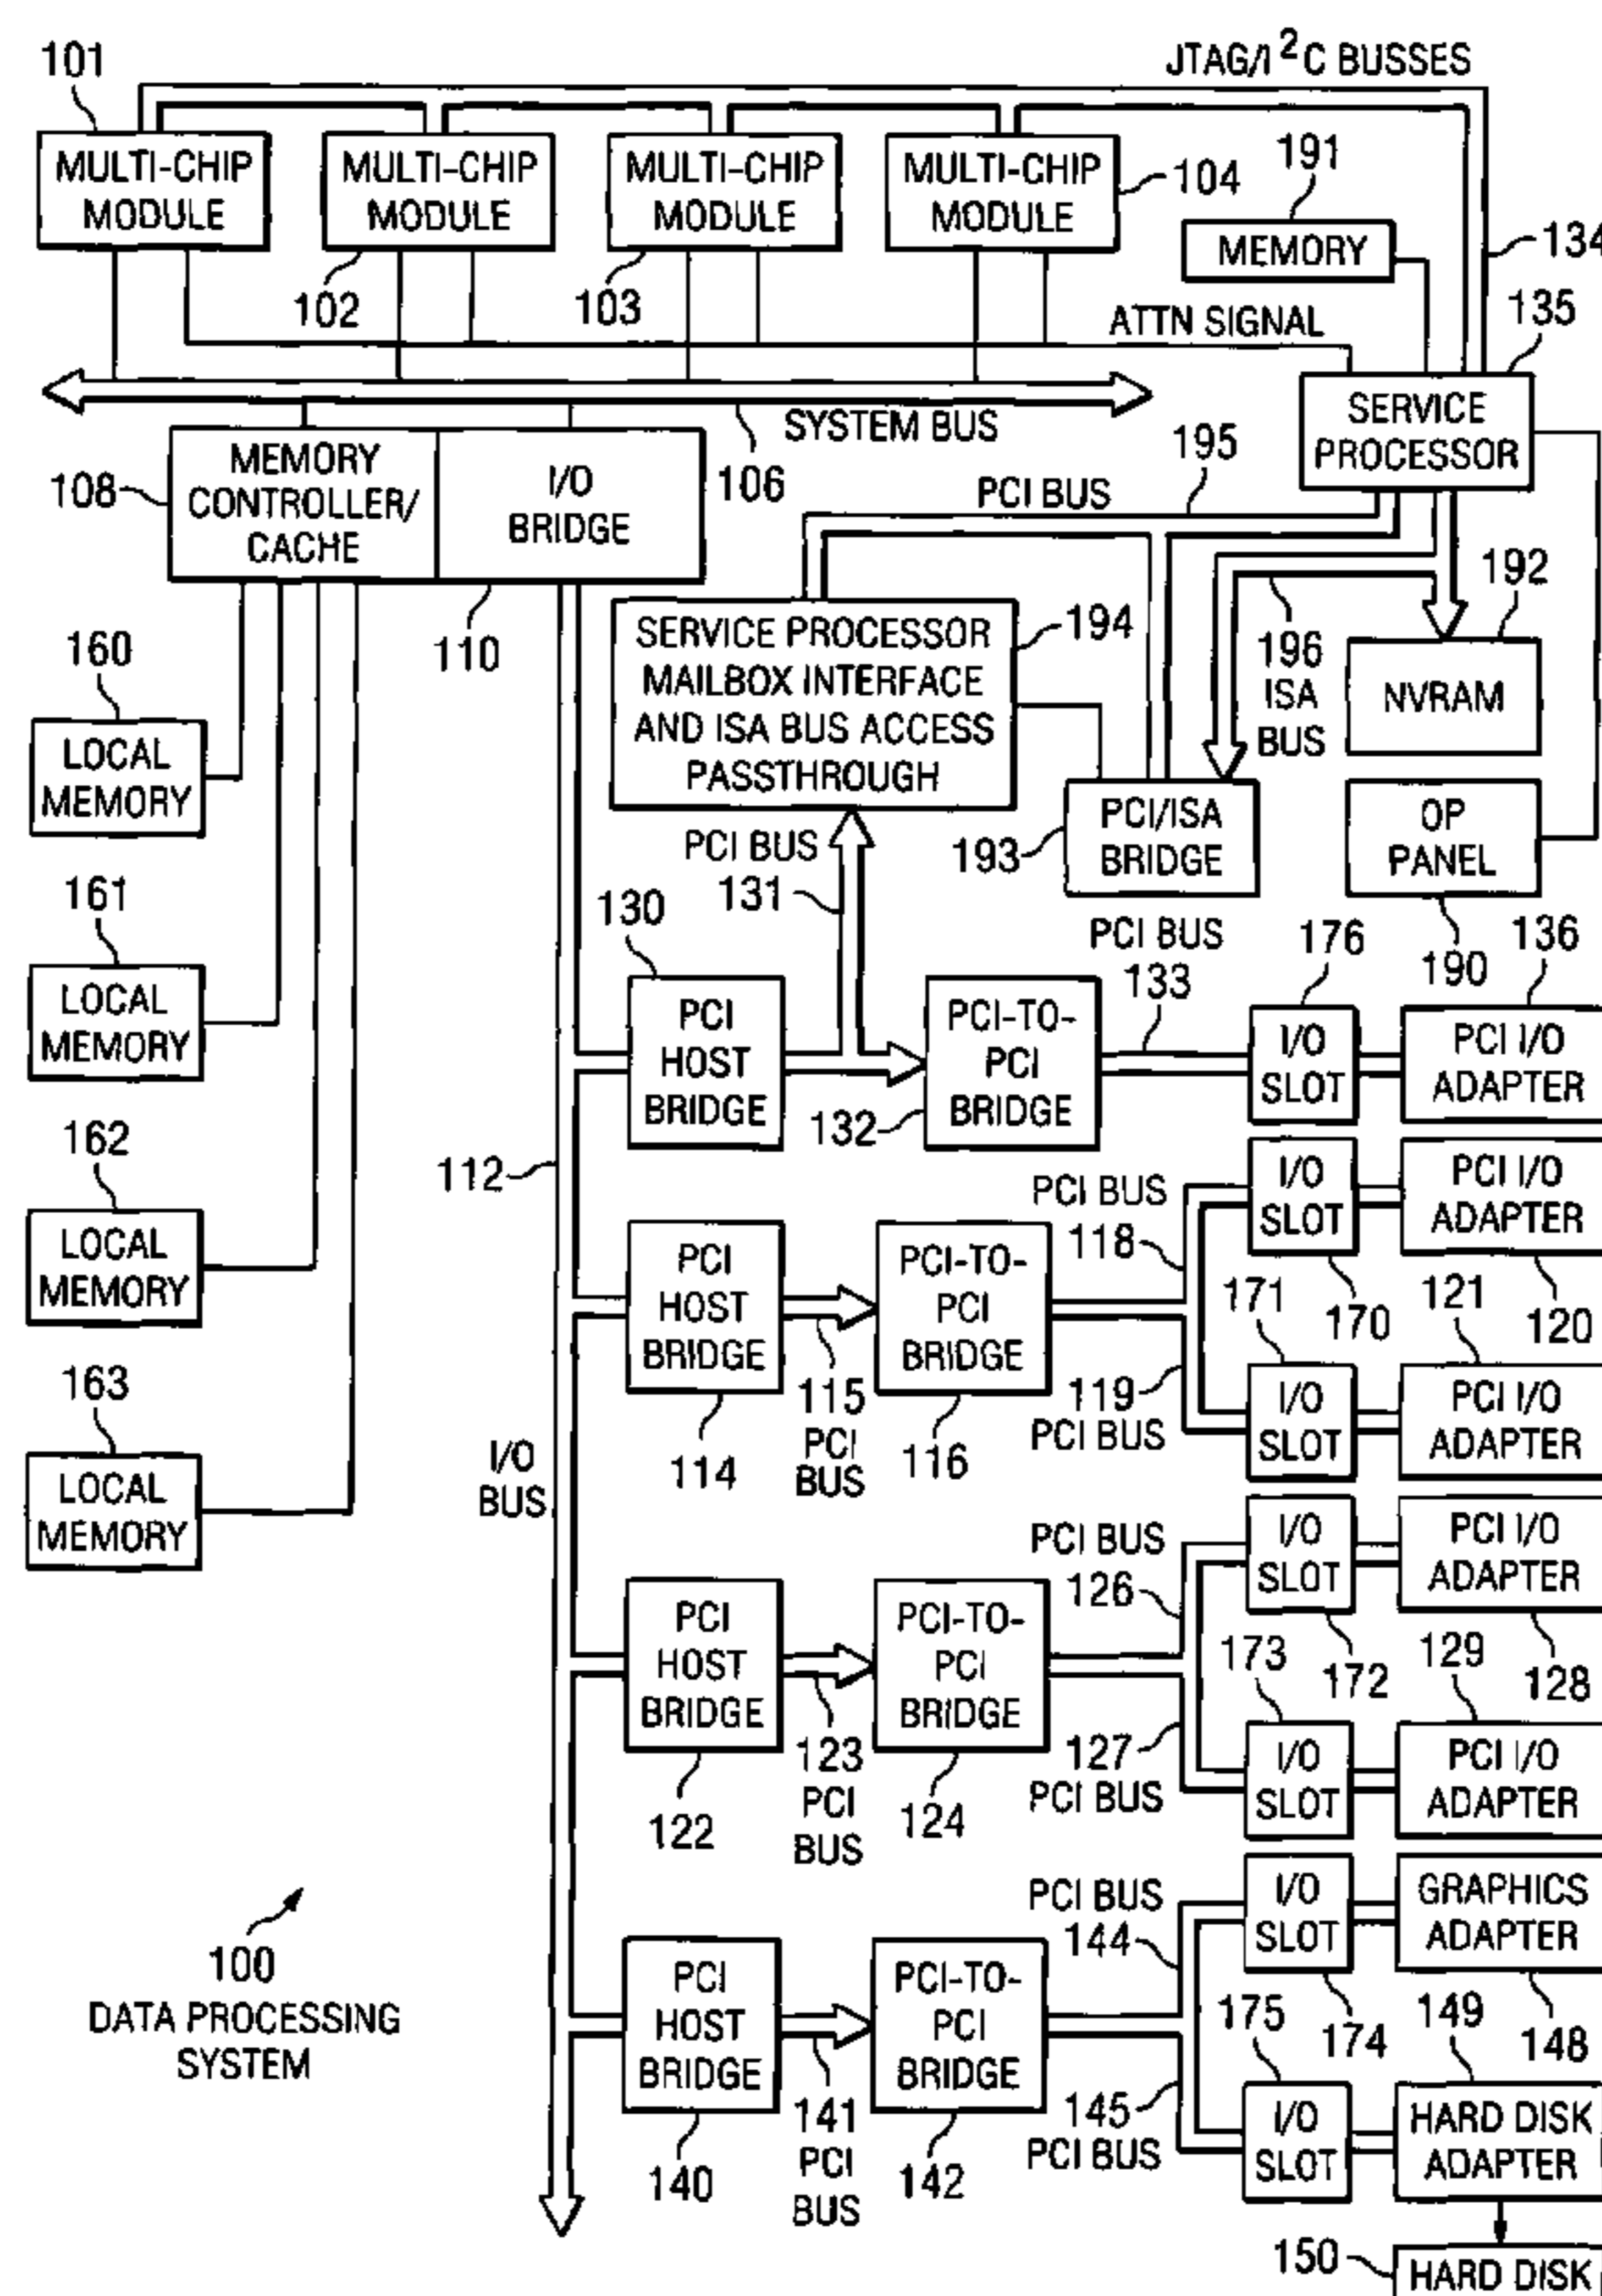 101
JTAG/I²C BUSSES
MULTI-CHIP
MODULE
MULTI-CHIP
MODULE
MULTI-CHIP
MODULE
MULTI-CHIP
MODULE
104
191
MEMORY
134
102
103
ATTN SIGNAL
135
SERVICE
PROCESSOR
SYSTEM BUS
106
195
108
MEMORY
CONTROLLER/
CACHE
I/O
BRIDGE
PCI BUS
110
192
SERVICE PROCESSOR
MAILBOX INTERFACE
AND ISA BUS ACCESS
PASSTHROUGH
194
196
ISA
BUS
NVRAM
160
LOCAL
MEMORY
PCI BUS
131
193
PCI/ISA
BRIDGE
OP
PANEL
190
161
LOCAL
MEMORY
130
PCI
HOST
BRIDGE
132
PCI-TO-
PCI
BRIDGE
PCI BUS
133
176
I/O
SLOT
136
PCI I/O
ADAPTER
162
LOCAL
MEMORY
112
PCI BUS
118
I/O
SLOT
170
PCI I/O
ADAPTER
120
PCI
HOST
BRIDGE
114
115
PCI
BUS
PCI-TO-
PCI
BRIDGE
116
119
PCI BUS
171
I/O
SLOT
121
PCI I/O
ADAPTER
163
LOCAL
MEMORY
I/O
BUS
PCI BUS
126
I/O
SLOT
172
PCI I/O
ADAPTER
128
PCI
HOST
BRIDGE
122
123
PCI
BUS
PCI-TO-
PCI
BRIDGE
124
127
PCI BUS
173
I/O
SLOT
129
PCI I/O
ADAPTER
100
DATA PROCESSING
SYSTEM
PCI BUS
144
I/O
SLOT
174
GRAPHICS
ADAPTER
148
PCI
HOST
BRIDGE
140
141
PCI
BUS
PCI-TO-
PCI
BRIDGE
142
145
PCI BUS
175
I/O
SLOT
149
HARD DISK
ADAPTER
150
HARD DISK